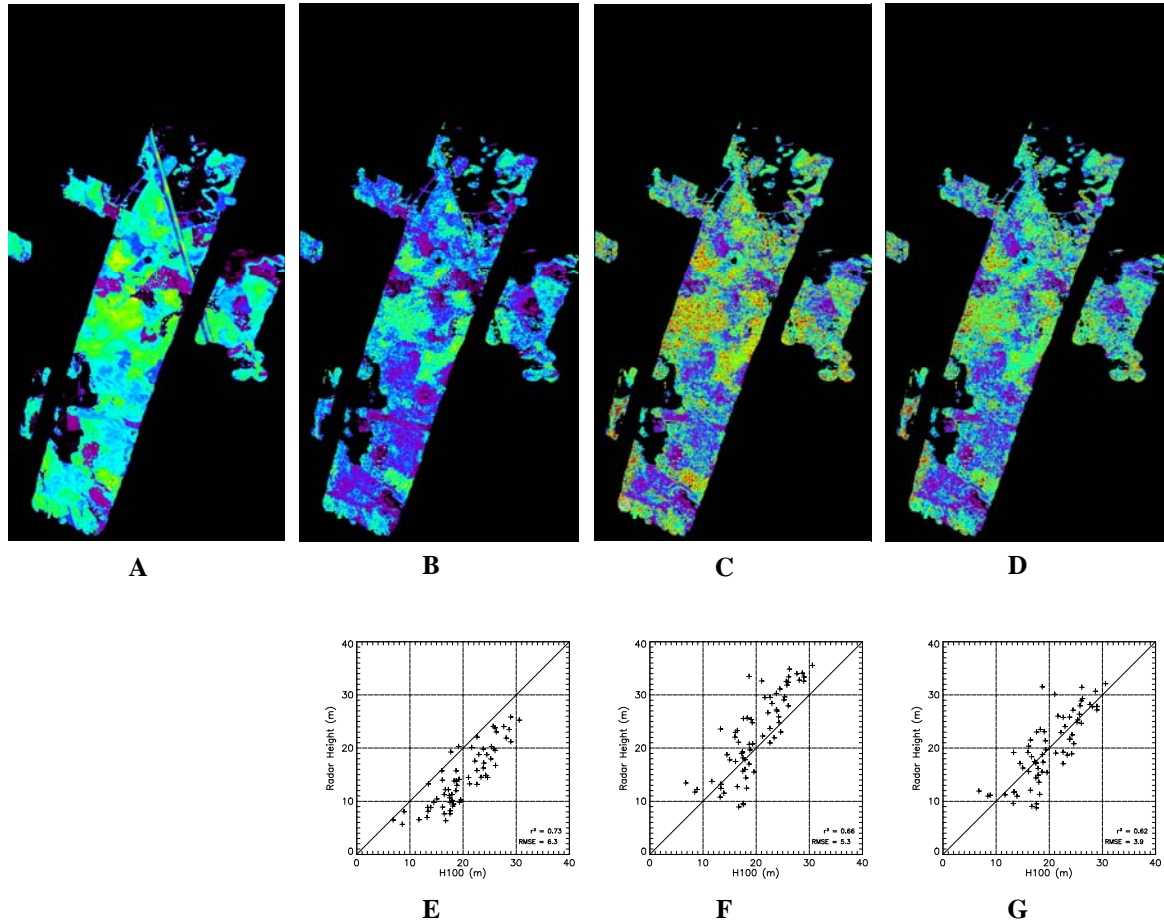 A B C D
40 40 40
30 30 30
20 20 20
10 10 10
0 0 0
Radar Height (m) Radar Height (m) Radar Height (m)
r² = 0.73 r² = 0.66 r² = 0.62
RMSE = 6.3 RMSE = 5.3 RMSE = 3.9
0 10 20 30 40 0 10 20 30 40 0 10 20 30 40
H100 (m) H100 (m) H100 (m)
E F G